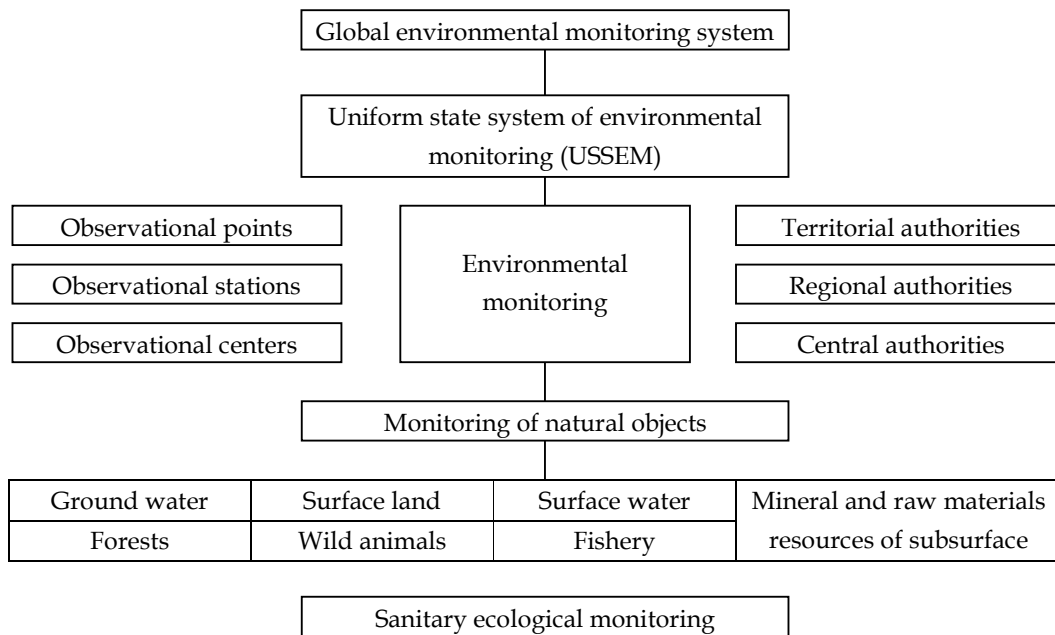 Global environmental monitoring system
Uniform state system of environmental
monitoring (USSEM)
Observational points
Observational stations
Observational centers
Environmental
monitoring
Territorial authorities
Regional authorities
Central authorities
Monitoring of natural objects
Ground water
Surface land
Surface water
Mineral and raw materials
resources of subsurface
Forests
Wild animals
Fishery
Sanitary ecological monitoring